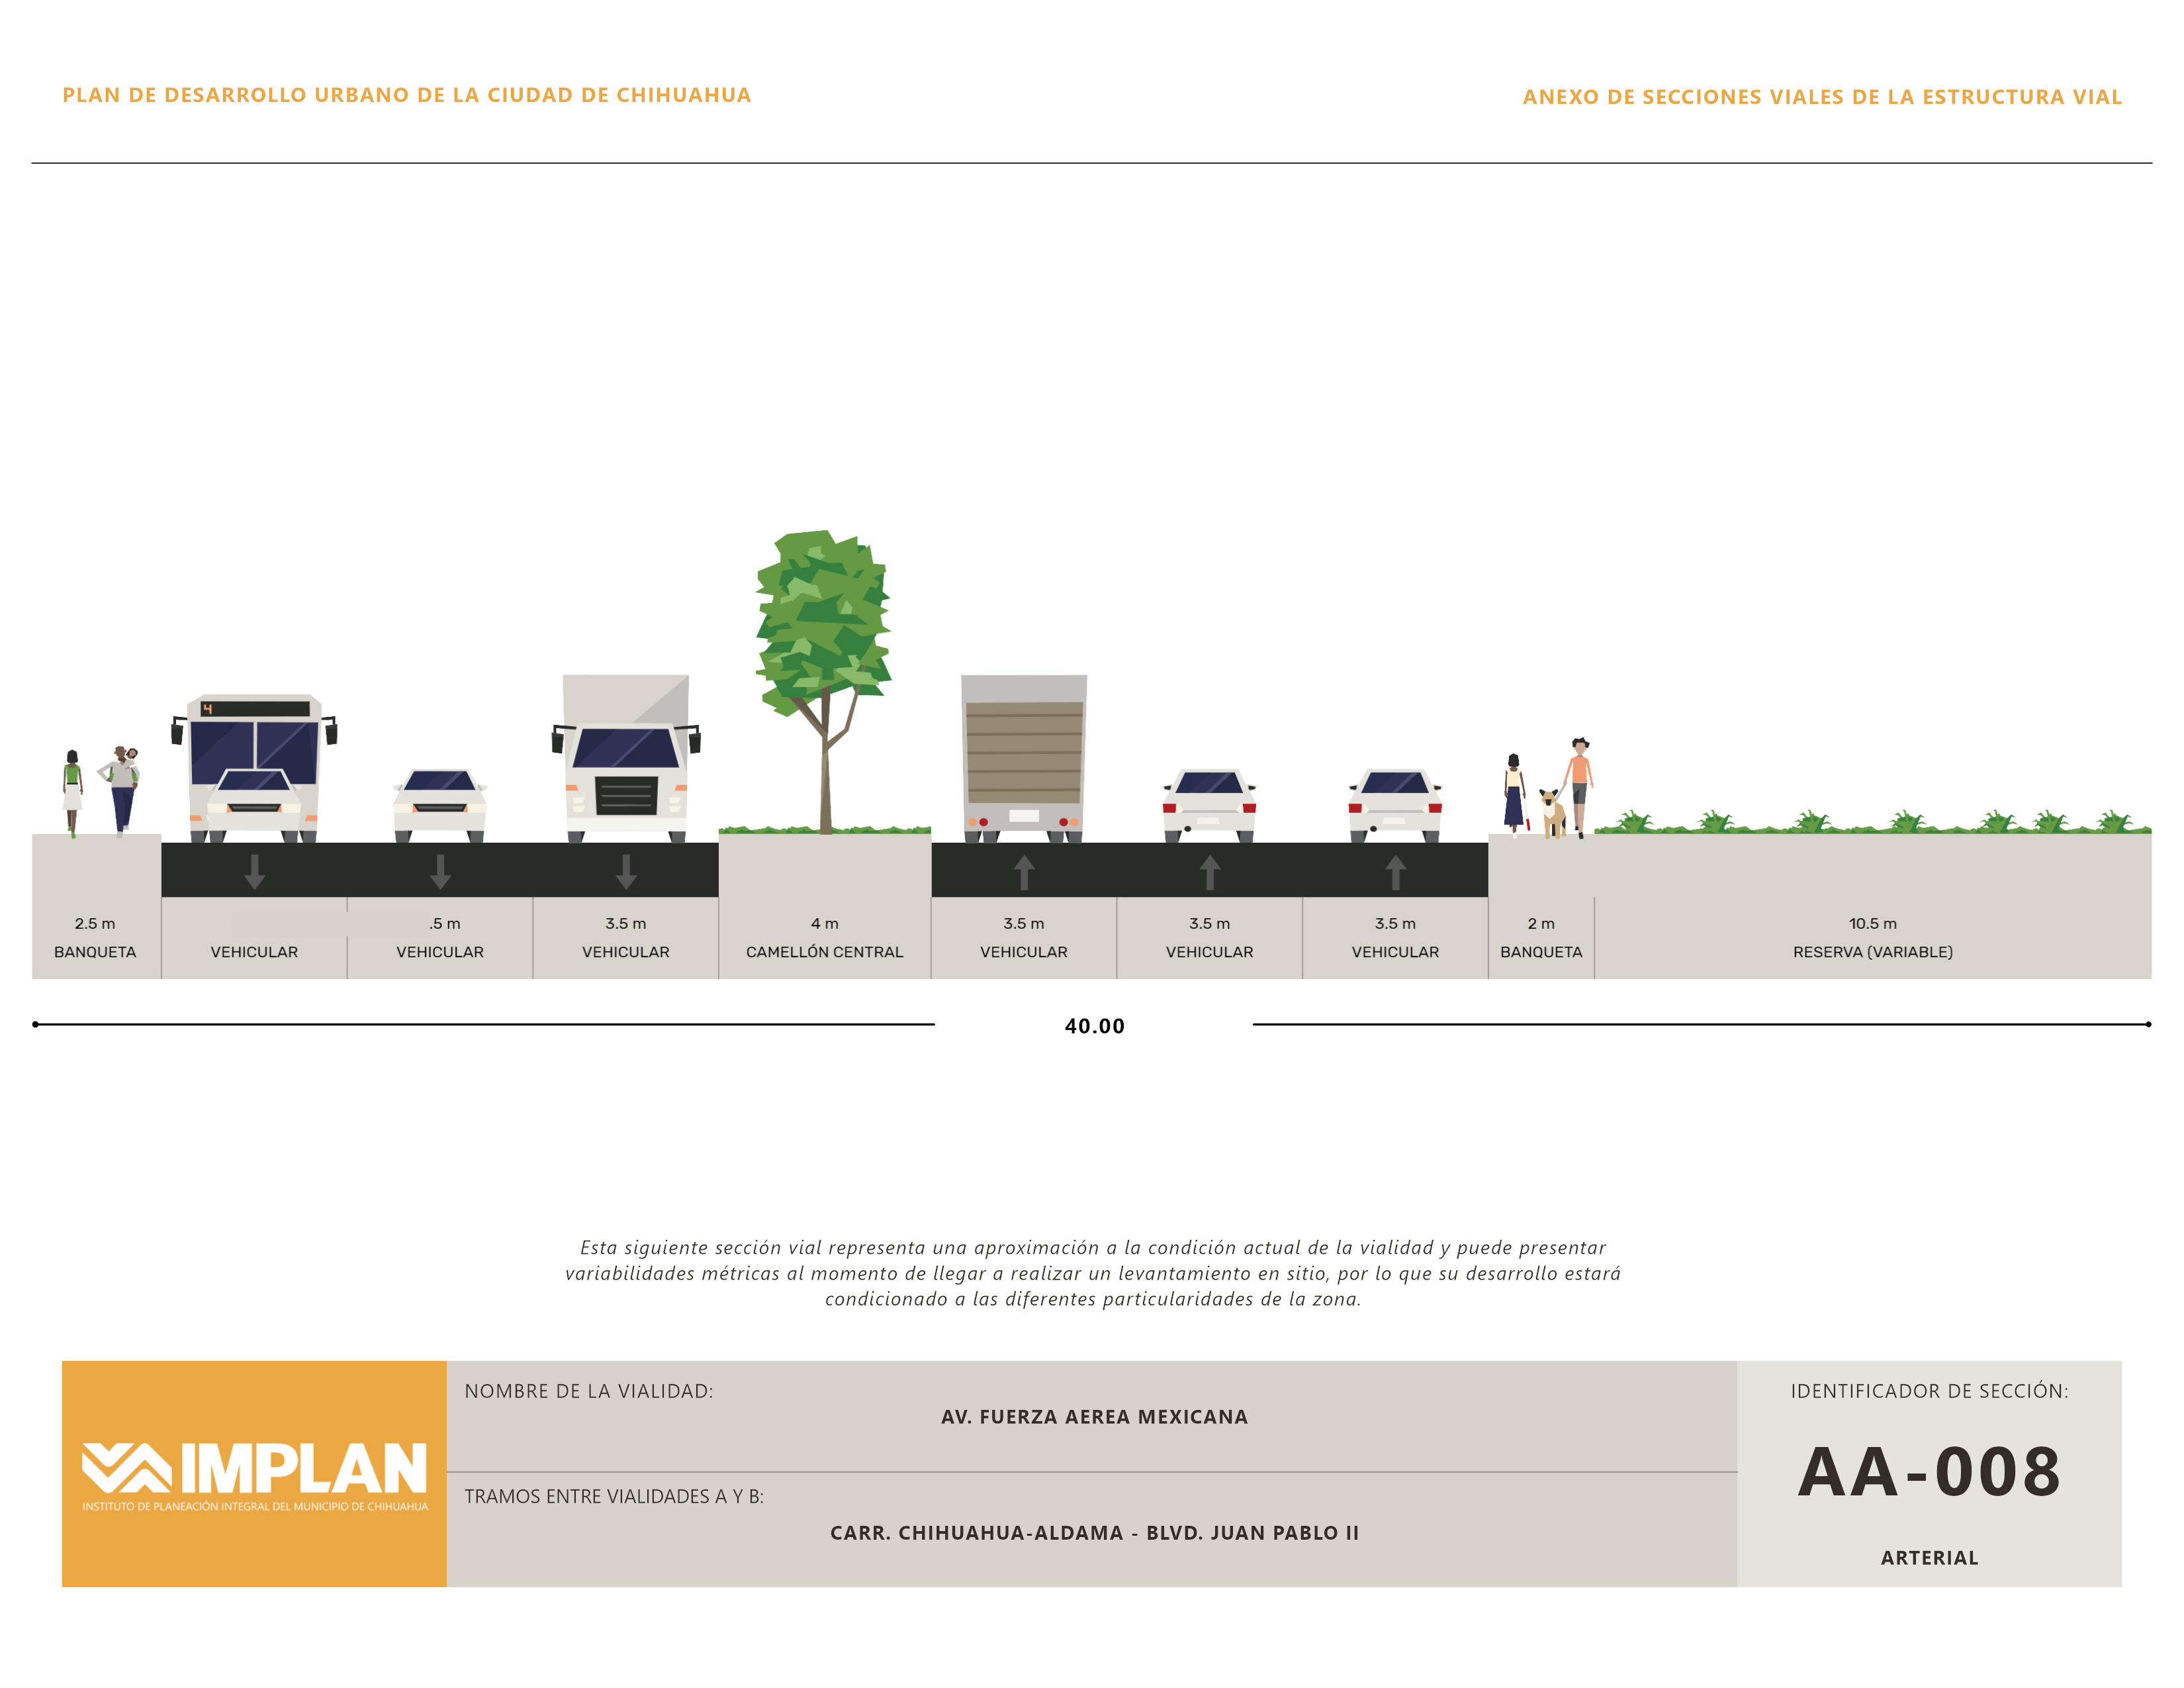 PLAN DE DESARROLLO URBANO DE LA CIUDAD DE CHIHUAHUA
ANEXO DE SECCIONES VIALES DE LA ESTRUCTURA VIAL
4
2.5 m
BANQUETA
VEHICULAR
.5 m
VEHICULAR
3.5 m
VEHICULAR
4 m
CAMELLÓN CENTRAL
3.5 m
VEHICULAR
3.5 m
VEHICULAR
3.5 m
VEHICULAR
2 m
BANQUETA
10.5 m
RESERVA (VARIABLE)
40.00
Esta siguiente sección vial representa una aproximación a la condición actual de la vialidad y puede presentar
variabilidades métricas al momento de llegar a realizar un levantamiento en sitio, por lo que su desarrollo estará
condicionado a las diferentes particularidades de la zona.
IMPLAN
INSTITUTO DE PLANEACIÓN INTEGRAL DEL MUNICIPIO DE CHIHUAHUA
NOMBRE DE LA VIALIDAD:
AV. FUERZA AEREA MEXICANA
TRAMOS ENTRE VIALIDADES A Y B:
CARR. CHIHUAHUA-ALDAMA - BLVD. JUAN PABLO II
IDENTIFICADOR DE SECCIÓN:
AA-008
ARTERIAL